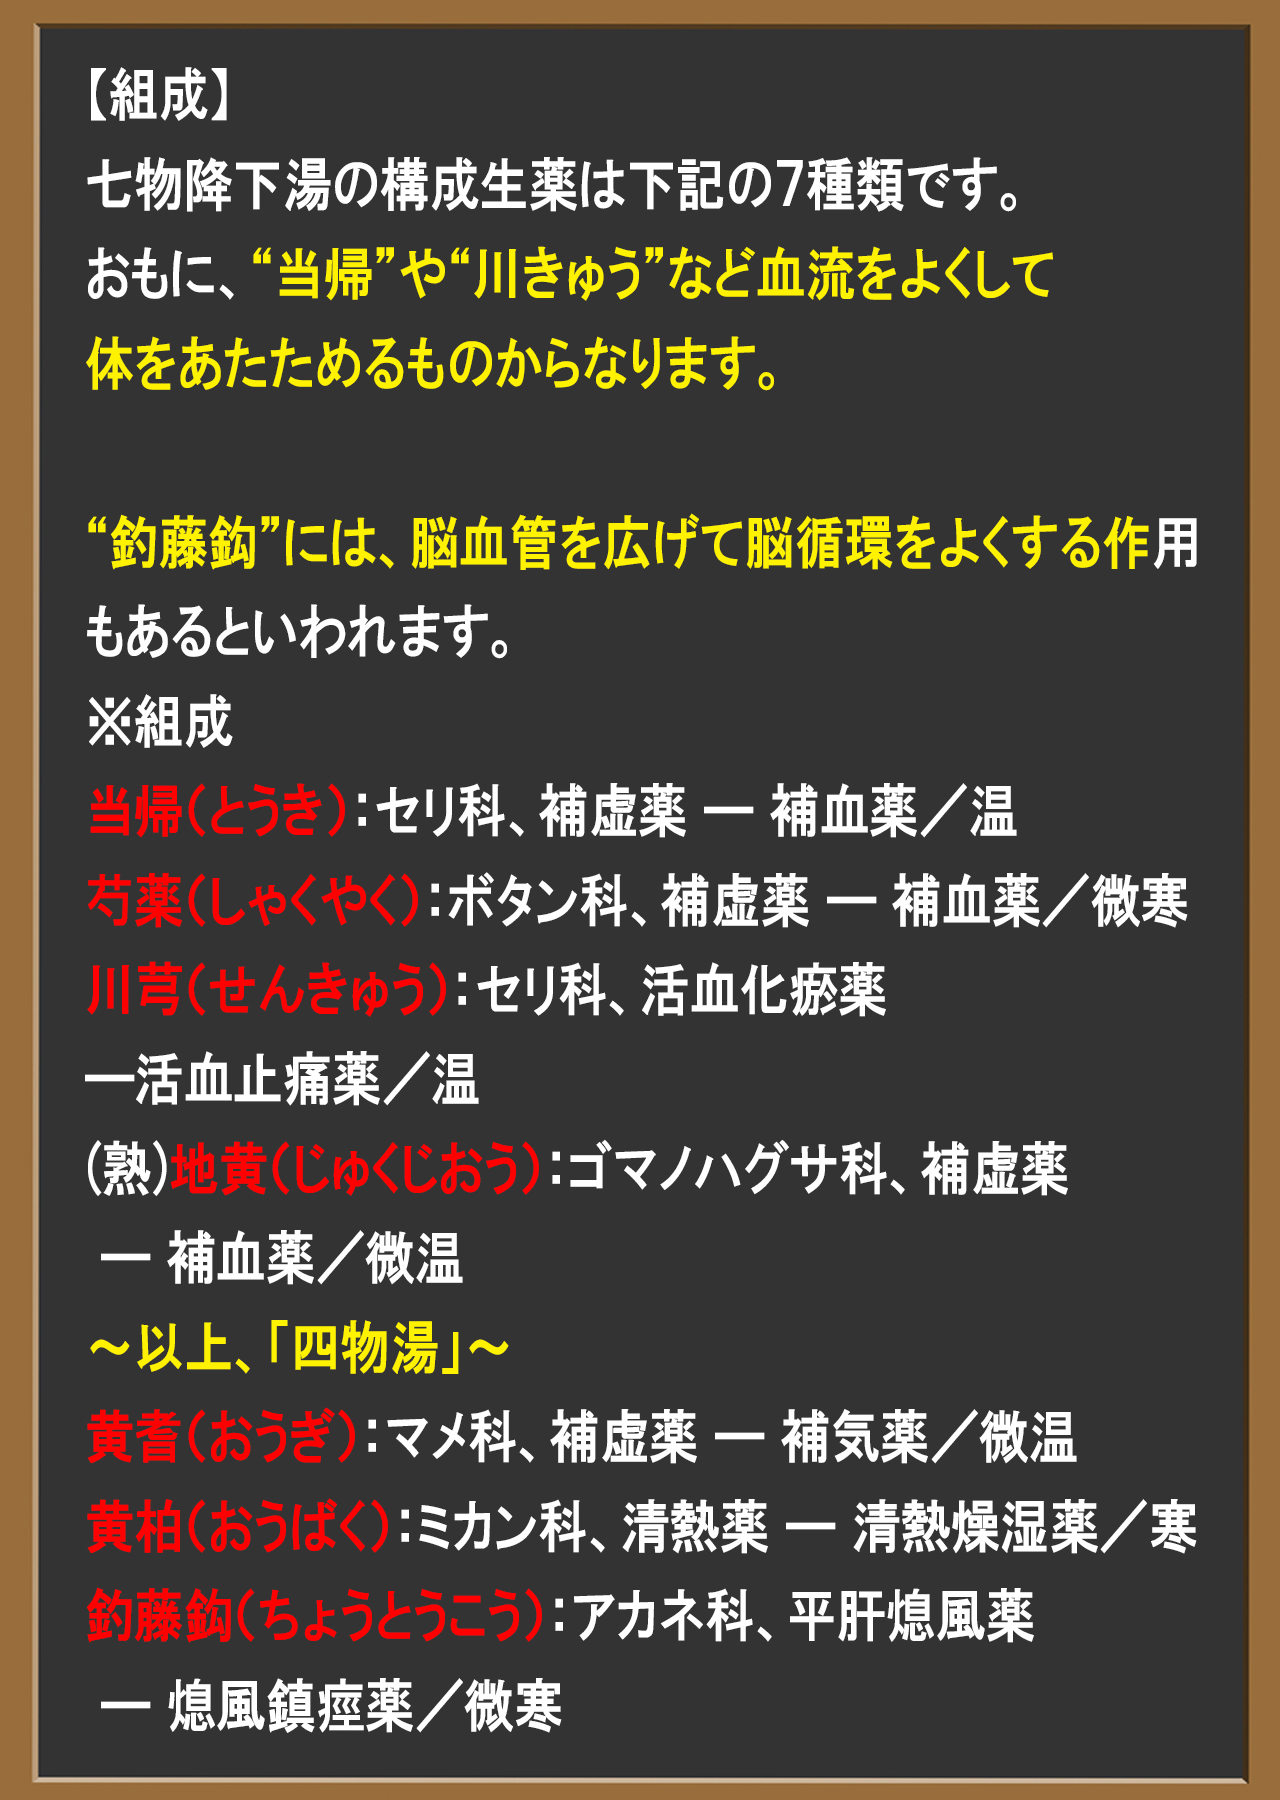 【組成】
七物降下湯の構成生薬は下記の7種類です。
おもに、“当帰”や“川きゅう”など血流をよくして
体をあたためるものからなります。
“釣藤鈎”には、脳血管を広げて脳循環をよくする作用
もあるといわれます。
※組成
当帰（とうき）：セリ科、補虚薬 ― 補血薬／温
芍薬（しゃくやく）：ボタン科、補虚薬 ― 補血薬／微寒
川芎（せんきゅう）：セリ科、活血化瘀薬
―活血止痛薬／温
(熟)地黄（じゅくじおう）：ゴマノハグサ科、補虚薬
― 補血薬／微温
～以上、「四物湯」～
黄耆（おうぎ）：マメ科、補虚薬 ― 補気薬／微温
黄柏（おうばく）：ミカン科、清熱薬 ― 清熱燥湿薬／寒
釣藤鈎（ちょうとうこう）：アカネ科、平肝熄風薬
― 熄風鎮痙薬／微寒